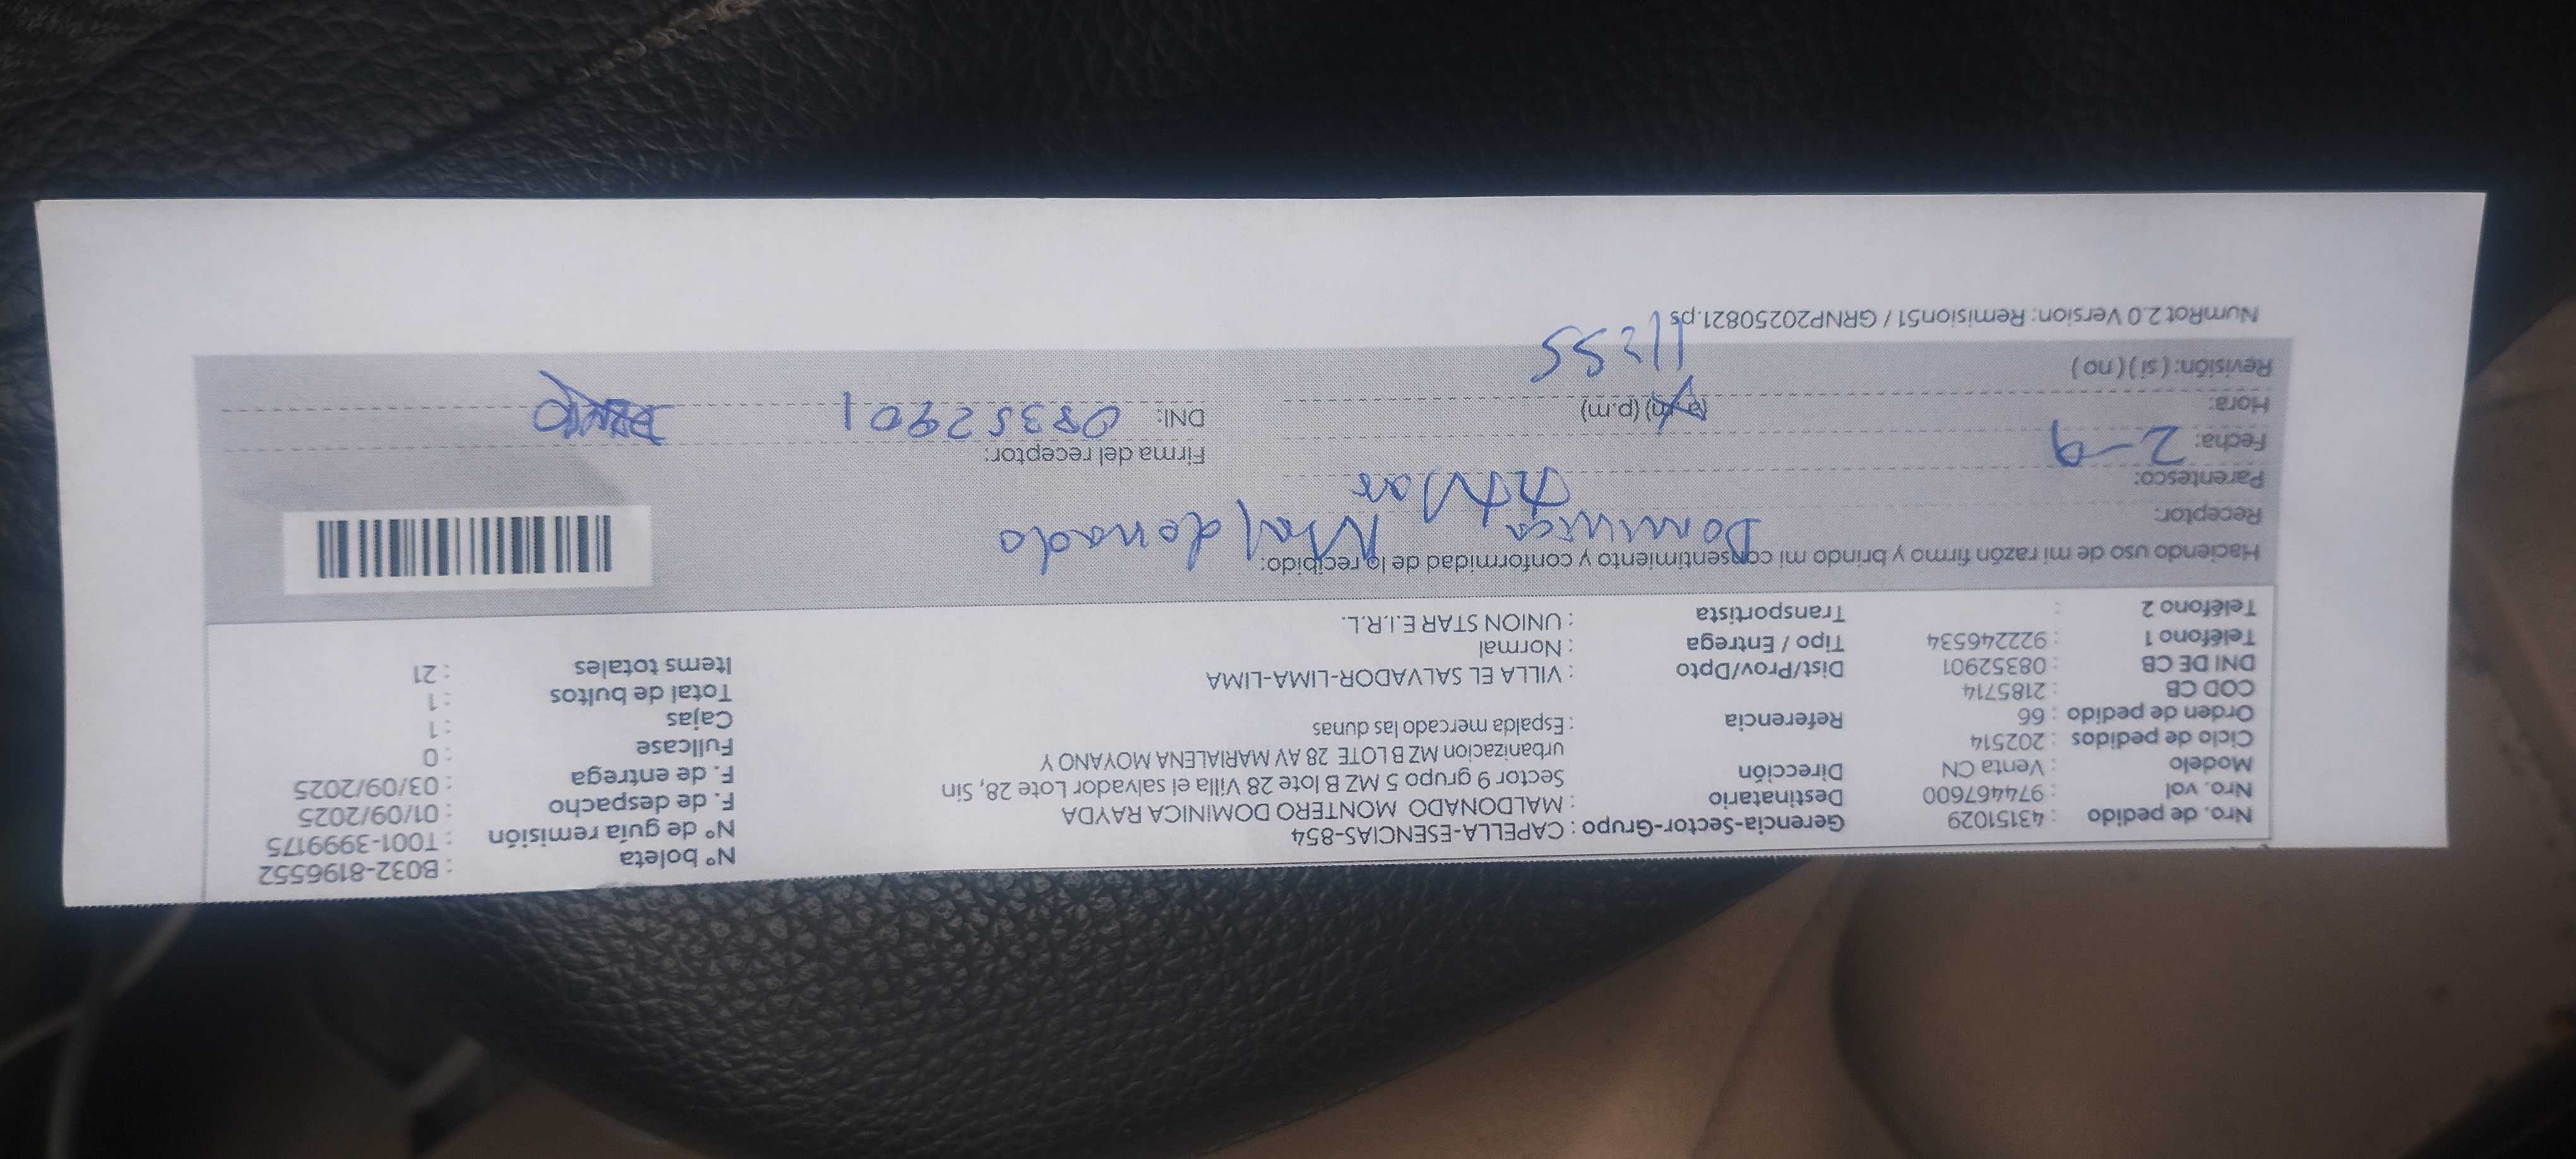 Nro. de pedido : 43151029
Nro. vol : 974467600
Modelo : Venta CN
Ciclo de pedidos : 202514
Orden de pedido : 66
COD CB : 2185714
DNI DE CB : 08352901
Teléfono 1 : 922246534
Teléfono 2 :
Gerencia-Sector-Grupo : CAPELLA-ESENCIAS-854
Destinatario : MALDONADO MONTERO DOMINICA RAYDA
Dirección Sector 9 grupo 5 MZ B lote 28 Villa el salvador Lote 28, Sin
urbanizacion MZ B LOTE 28 AV MARIALENA MOYANO Y
Referencia : Espalda mercado las dunas
Dist/Prov/Dpto : VILLA EL SALVADOR-LIMA-LIMA
Tipo / Entrega : Normal
Transportista : UNION STAR E.I.R.L.
N° boleta : B032-8196552
N° de guía remisión : T001-3999175
F. de despacho : 01/09/2025
F. de entrega : 03/09/2025
Fullcase : 0
Cajas : 1
Total de bultos : 1
Items totales : 21
Haciendo uso de mi razón firmo y brindo mi consentimiento y conformidad de lo recibido:
Receptor: Dominica Maldonado
Parentesco: Titular
Fecha: 2-9
Hora: (a.m) (p.m)
11:55
Revisión: ( si ) ( no )
Firma del receptor:
DNI: 08352901
NumRot 2.0 Version: Remision51 / GRNP20250821.ps